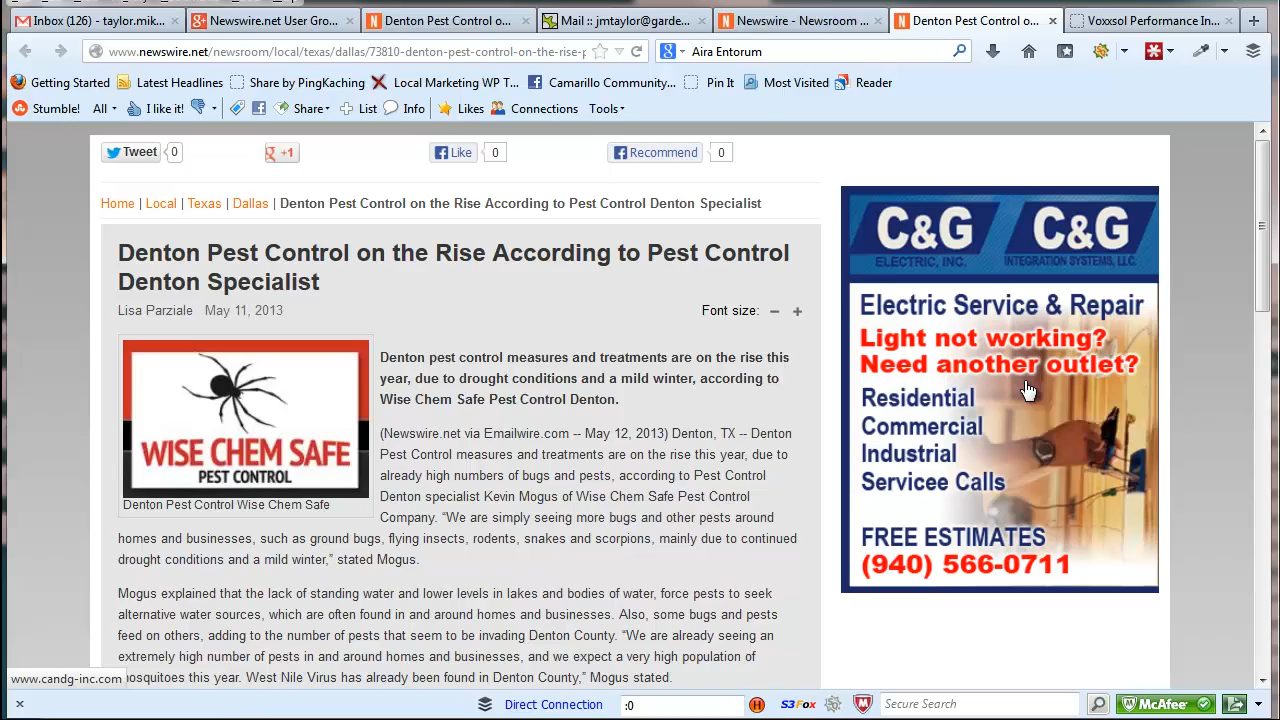 Inbox (316) - taylor.mik...
Newswire.net User Gro...
Denton Pest Control o...
Mail :: jmtaylor@garde...
Newswire - Newsroom ...
Denton Pest Control o...
Voxxsol Performance In...
www.newswire.net/newsroom/local/texas/dallas/73810-denton-pest-control-on-the-rise-
Aira Entorum
Getting Started
Latest Headlines
Share by PingKaching
Local Marketing WP T...
Camarillo Community...
Pin It
Most Visited
Reader
Stumble!
All
I like it!
Share
List
Info
Likes
Connections
Tools
Tweet 0
+1
Like 0
Recommend 0
Home | Local | Texas | Dallas | Denton Pest Control on the Rise According to Pest Control Denton Specialist
Denton Pest Control on the Rise According to Pest Control
Denton Specialist
Lisa Parziale May 11, 2013
Font size: − +
WISE CHEM SAFE
PEST CONTROL
Denton Pest Control Wise Chem Safe
Denton pest control measures and treatments are on the rise this
year, due to drought conditions and a mild winter, according to
Wise Chem Safe Pest Control Denton.
(Newswire.net via Emailwire.com -- May 12, 2013) Denton, TX -- Denton
Pest Control measures and treatments are on the rise this year, due to
already high numbers of bugs and pests, according to Pest Control
Denton specialist Kevin Mogus of Wise Chem Safe Pest Control
Company. “We are simply seeing more bugs and other pests around
homes and businesses, such as ground bugs, flying insects, rodents, snakes and scorpions, mainly due to continued
drought conditions and a mild winter,” stated Mogus.
Mogus explained that the lack of standing water and lower levels in lakes and bodies of water, force pests to seek
alternative water sources, which are often found in and around homes and businesses. Also, some bugs and pests
feed on others, adding to the number of pests that seem to be invading Denton County. “We are already seeing an
extremely high number of pests in and around homes and businesses, and we expect a very high population of
mosquitoes this year. West Nile Virus has already been found in Denton County,” Mogus stated.
C&G
ELECTRIC, INC.
C&G
INTEGRATION SYSTEMS, LLC.
Electric Service & Repair
Light not working?
Need another outlet?
Residential
Commercial
Industrial
Servicee Calls
FREE ESTIMATES
(940) 566-0711
www.candg-inc.com
Direct Connection
:0
S3Fox
Secure Search
McAfee